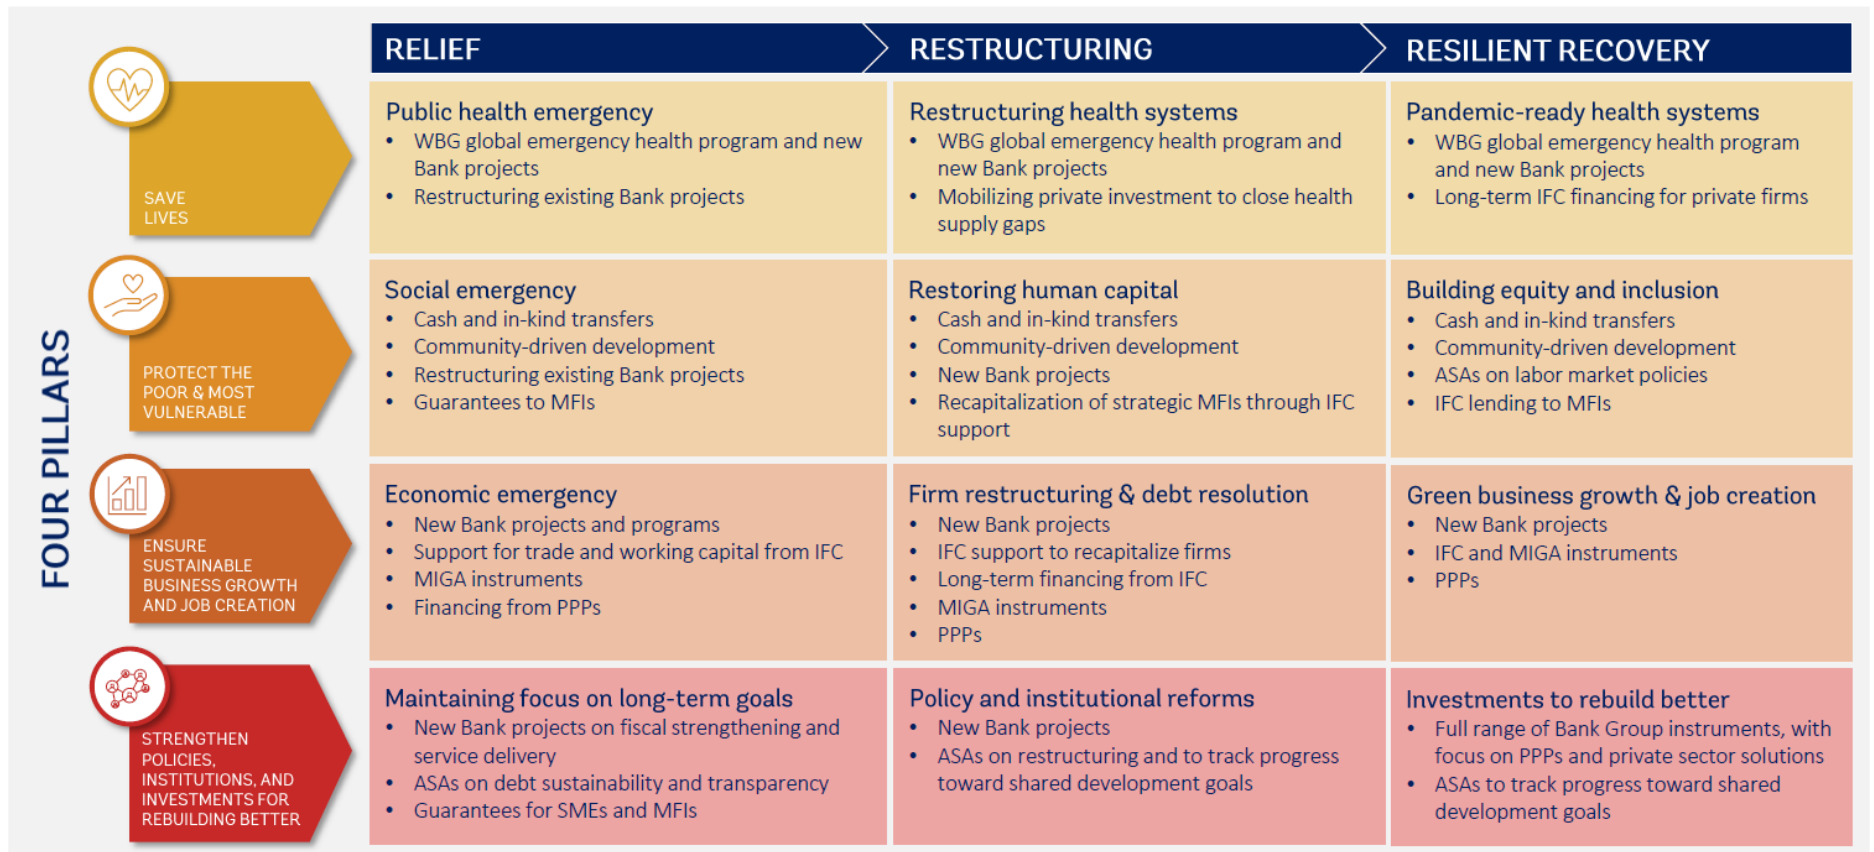 FOUR PILLARS
RELIEF
RESTRUCTURING
RESILIENT RECOVERY
SAVE
LIVES
Public health emergency
• WBG global emergency health program and new
Bank projects
• Restructuring existing Bank projects
Restructuring health systems
• WBG global emergency health program and
new Bank projects
• Mobilizing private investment to close health
supply gaps
Pandemic-ready health systems
• WBG global emergency health program
and new Bank projects
• Long-term IFC financing for private firms
PROTECT THE
POOR & MOST
VULNERABLE
Social emergency
• Cash and in-kind transfers
• Community-driven development
• Restructuring existing Bank projects
• Guarantees to MFIs
Restoring human capital
• Cash and in-kind transfers
• Community-driven development
• New Bank projects
• Recapitalization of strategic MFIs through IFC
support
Building equity and inclusion
• Cash and in-kind transfers
• Community-driven development
• ASAs on labor market policies
• IFC lending to MFIs
ENSURE
SUSTAINABLE
BUSINESS GROWTH
AND JOB CREATION
Economic emergency
• New Bank projects and programs
• Support for trade and working capital from IFC
• MIGA instruments
• Financing from PPPs
Firm restructuring & debt resolution
• New Bank projects
• IFC support to recapitalize firms
• Long-term financing from IFC
• MIGA instruments
• PPPs
Green business growth & job creation
• New Bank projects
• IFC and MIGA instruments
• PPPs
STRENGTHEN
POLICIES,
INSTITUTIONS, AND
INVESTMENTS FOR
REBUILDING BETTER
Maintaining focus on long-term goals
• New Bank projects on fiscal strengthening and
service delivery
• ASAs on debt sustainability and transparency
• Guarantees for SMEs and MFIs
Policy and institutional reforms
• New Bank projects
• ASAs on restructuring and to track progress
toward shared development goals
Investments to rebuild better
• Full range of Bank Group instruments, with
focus on PPPs and private sector solutions
• ASAs to track progress toward shared
development goals